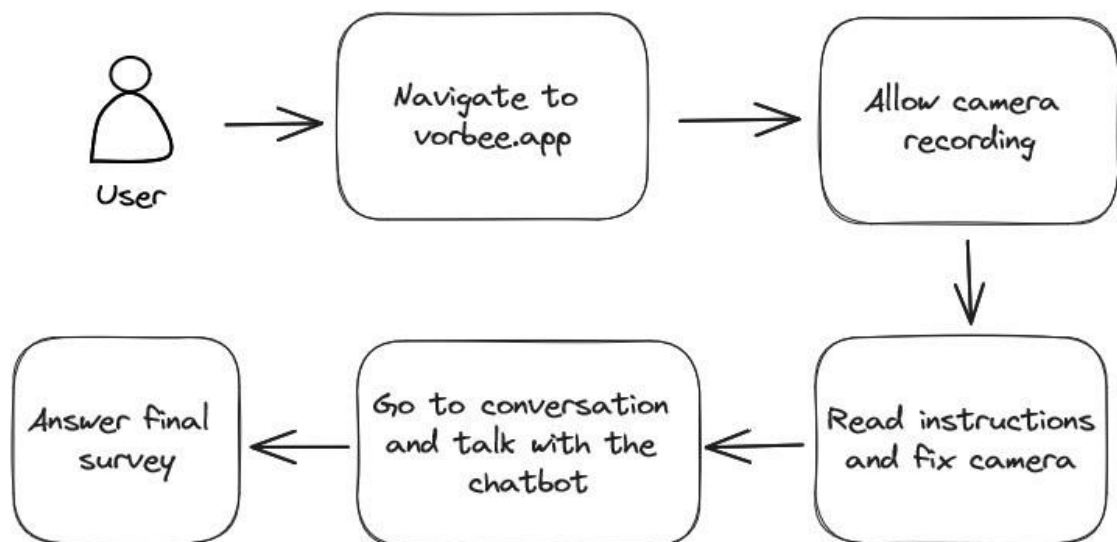 Navigate to
vorbee.app
Allow camera
recording
User
Read instructions
and fix camera
Go to conversation
and talk with the
chatbot
Answer final
survey